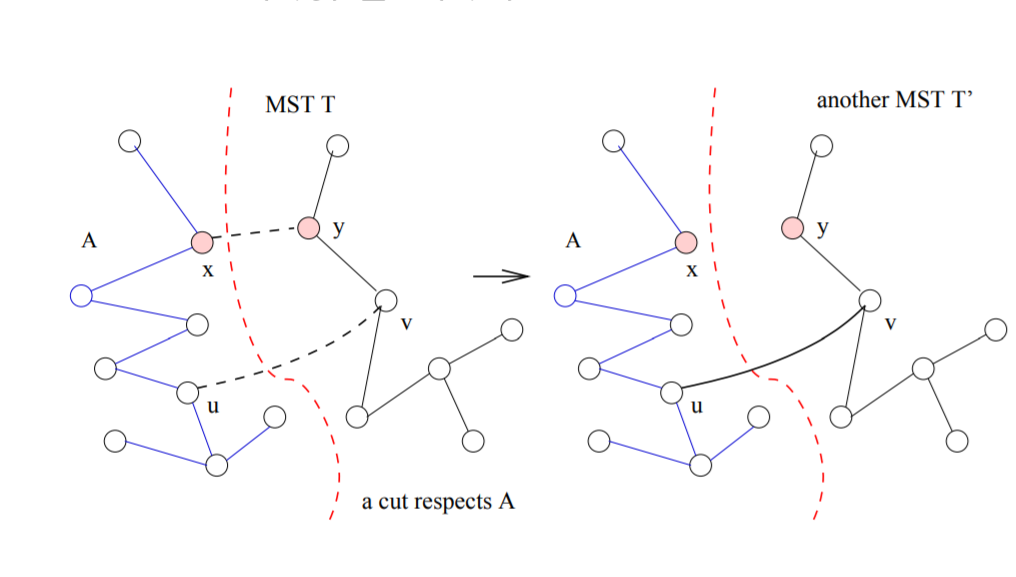 MST T
another MST T’
A
y
x
v
u
a cut respects A
A
y
x
v
u